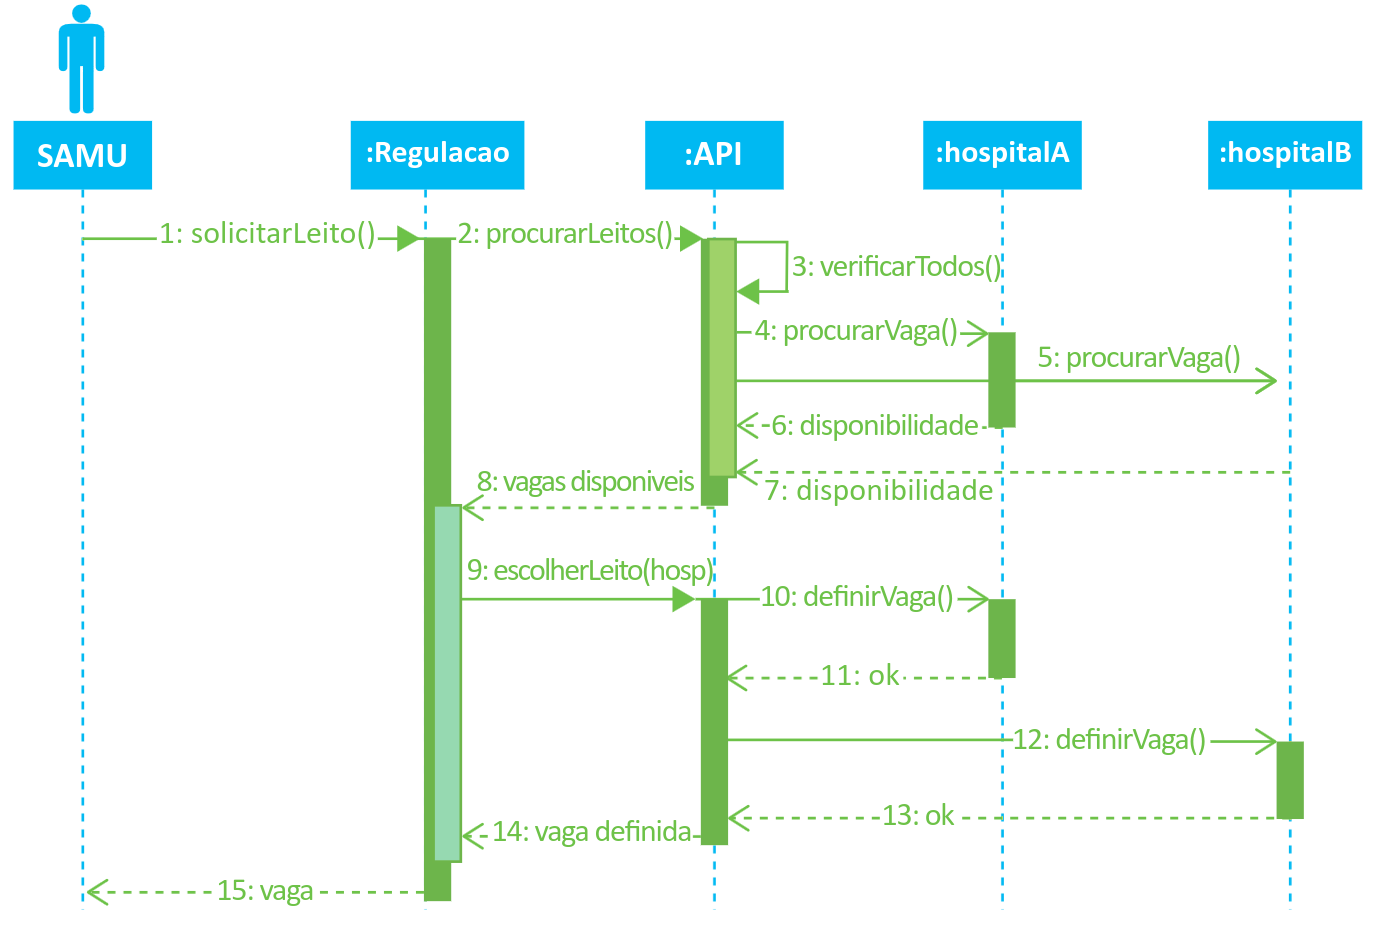 SAMU
:Regulacao
:API
:hospitalA
:hospitalB
1: solicitarLeito()
2: procurarLeitos()
3: verificarTodos()
4: procurarVaga()
5: procurarVaga()
6: disponibilidade
7: disponibilidade
8: vagas disponiveis
9: escolherLeito(hosp)
10: definirVaga()
11: ok
12: definirVaga()
13: ok
14: vaga definida
15: vaga